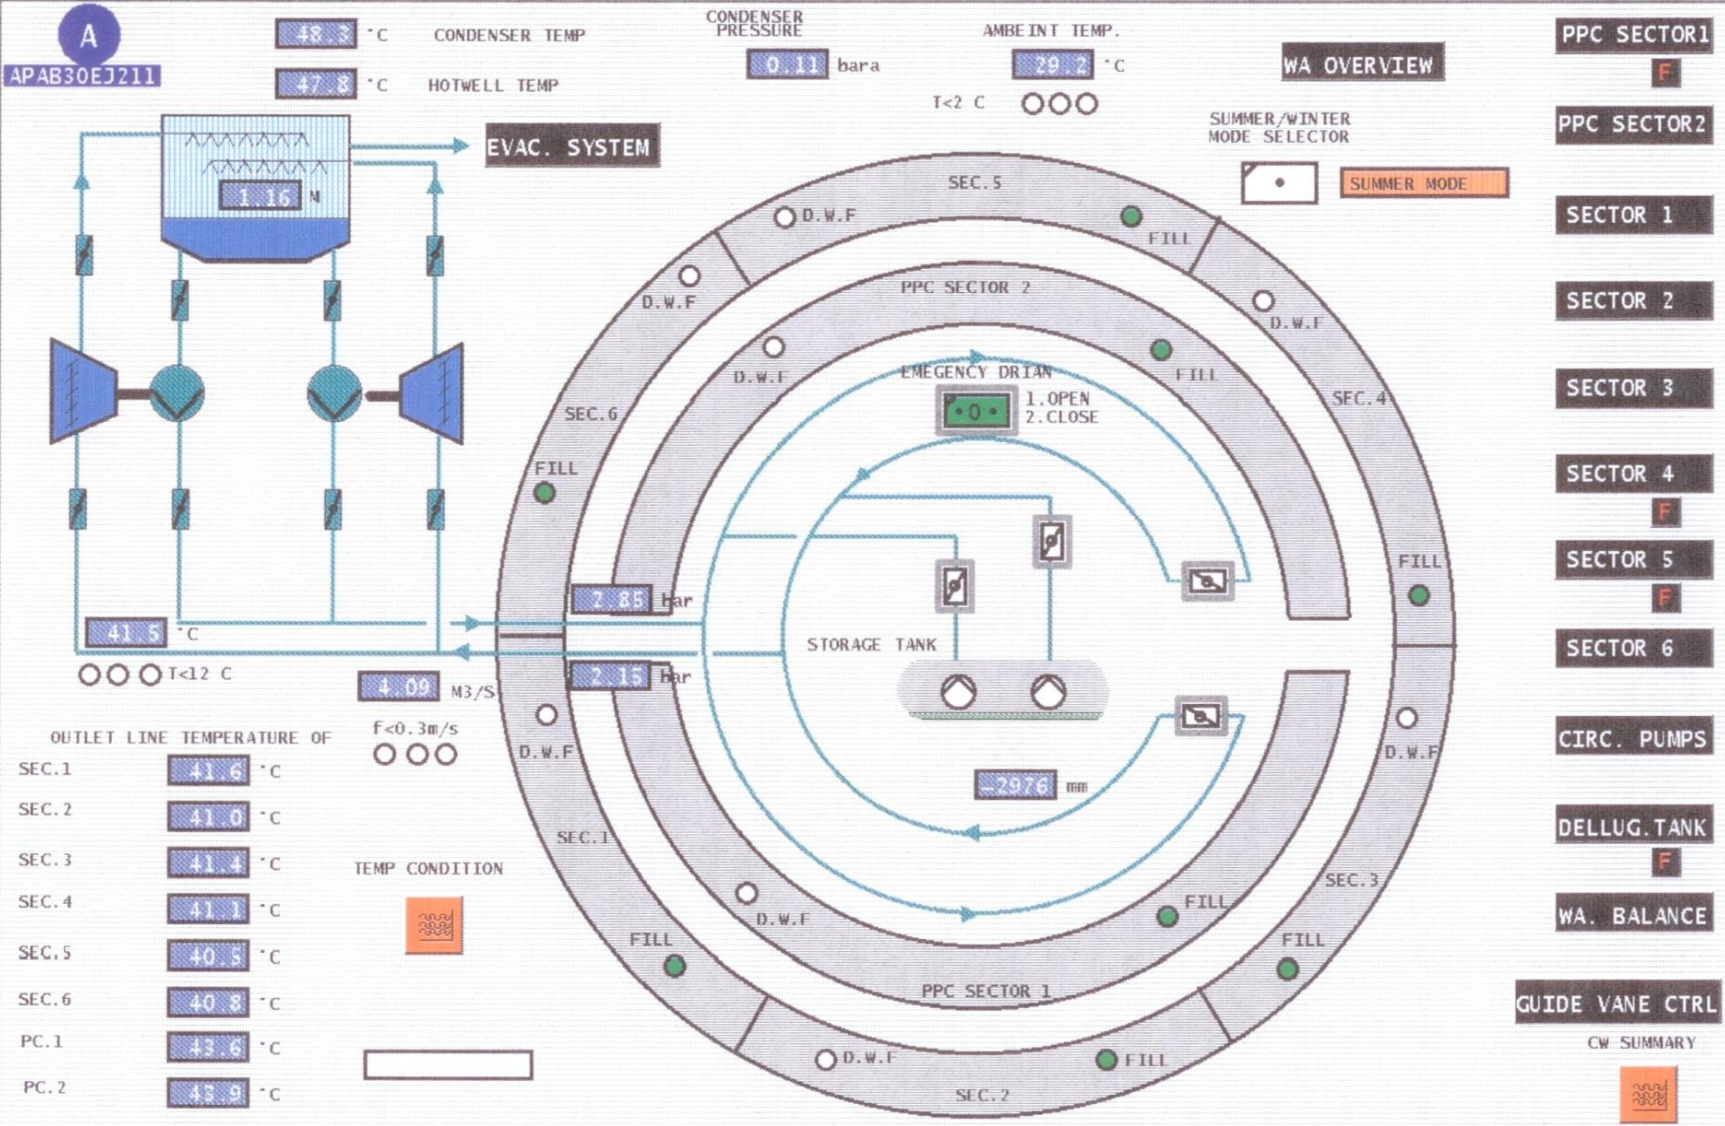 A
APAB30EJ211
48.3 °C CONDENSER TEMP
47.8 °C HOTWELL TEMP
CONDENSER
PRESSURE
0.11 bara
AMBEINT TEMP.
29.2 °C
T<2 C
WA OVERVIEW
SUMMER/WINTER
MODE SELECTOR
SUMMER MODE
EVAC. SYSTEM
1.16 M
PPC SECTOR1
F
PPC SECTOR2
SECTOR 1
SECTOR 2
SECTOR 3
SECTOR 4
F
SECTOR 5
F
SECTOR 6
CIRC. PUMPS
DELLUG.TANK
F
WA. BALANCE
GUIDE VANE CTRL
CW SUMMARY
SEC.5
D.W.F
FILL
D.W.F
D.W.F
PPC SECTOR 2
D.W.F
FILL
EMEGENCY DRIAN
0
1.OPEN
2.CLOSE
SEC.6
SEC.4
FILL
FILL
2.85 bar
STORAGE TANK
2.15 bar
41.5 °C
T<12 C
4.09 M3/S
f<0.3m/s
D.W.F
D.W.F
-2976 mm
SEC.1
SEC.3
D.W.F
FILL
FILL
FILL
PPC SECTOR 1
D.W.F
FILL
SEC.2
OUTLET LINE TEMPERATURE OF
SEC.1 41.6 °C
SEC.2 41.0 °C
SEC.3 41.4 °C
SEC.4 41.1 °C
SEC.5 40.5 °C
SEC.6 40.8 °C
PC.1 43.6 °C
PC.2 43.9 °C
TEMP CONDITION